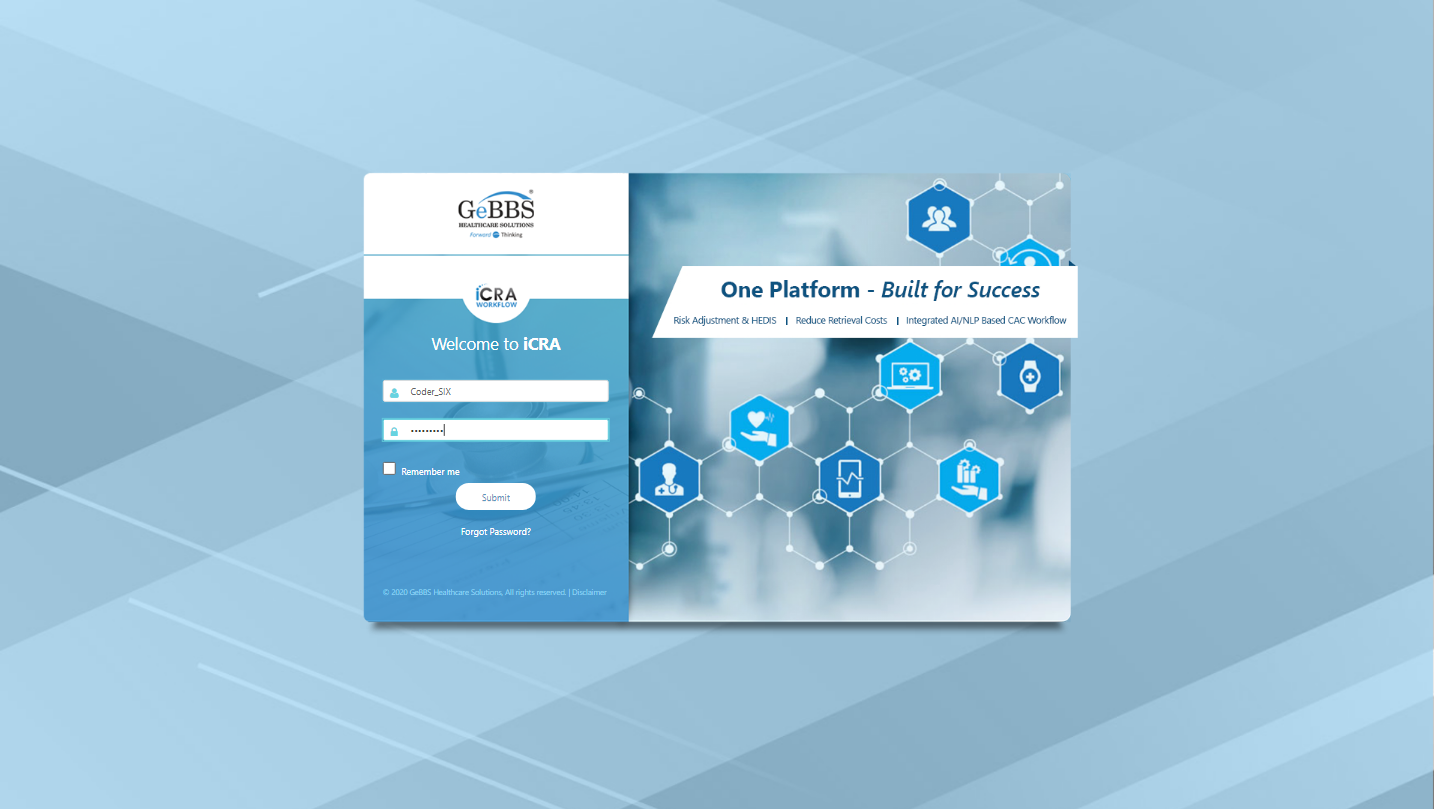 GeBBS®
HEALTHCARE SOLUTIONS
Forward Thinking
iCRA
WORKFLOW
Welcome to iCRA
Coder_SIX
•••••••••
Remember me
Submit
Forgot Password?
© 2020 GeBBS Healthcare Solutions, All rights reserved. | Disclaimer
One Platform - Built for Success
Risk Adjustment & HEDIS | Reduce Retrieval Costs | Integrated AI/NLP Based CAC Workflow